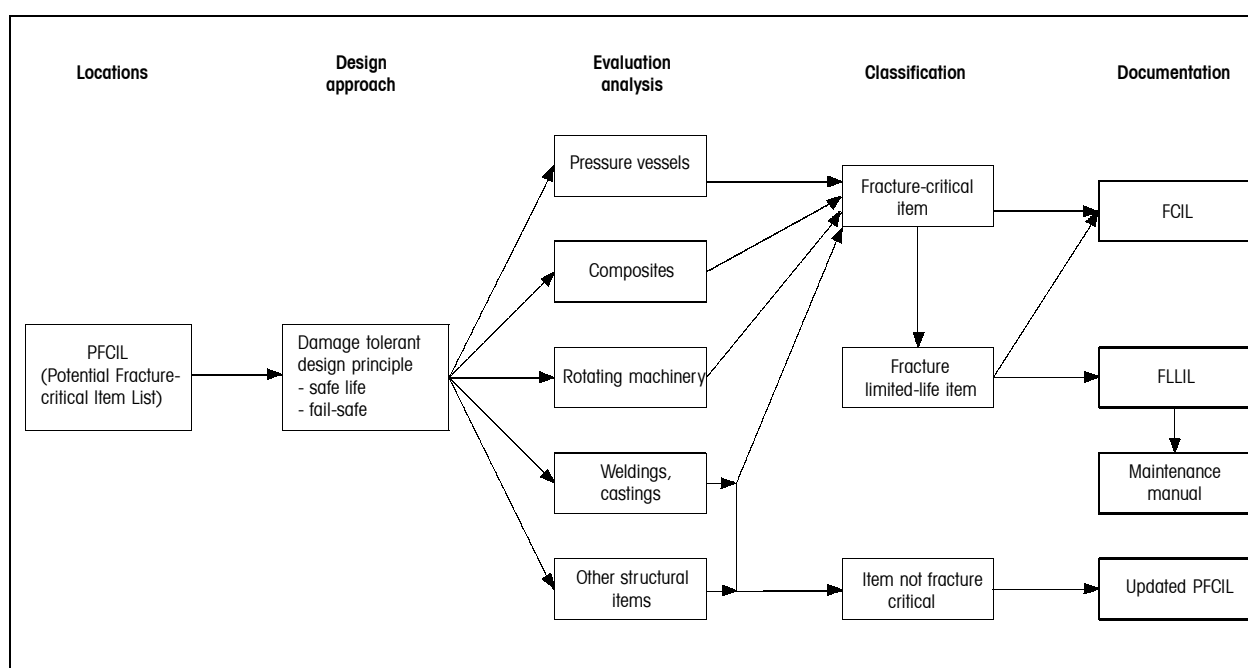 Locations
Design
approach
Evaluation
analysis
Classification
Documentation
Pressure vessels
Composites
Rotating machinery
Weldings,
castings
Other structural
items
PFCIL
(Potential Fracture-
critical Item List)
Damage tolerant
design principle
- safe life
- fail-safe
Fracture-critical
item
Fracture
limited-life item
Item not fracture
critical
FCIL
FLLIL
Maintenance
manual
Updated PFCIL